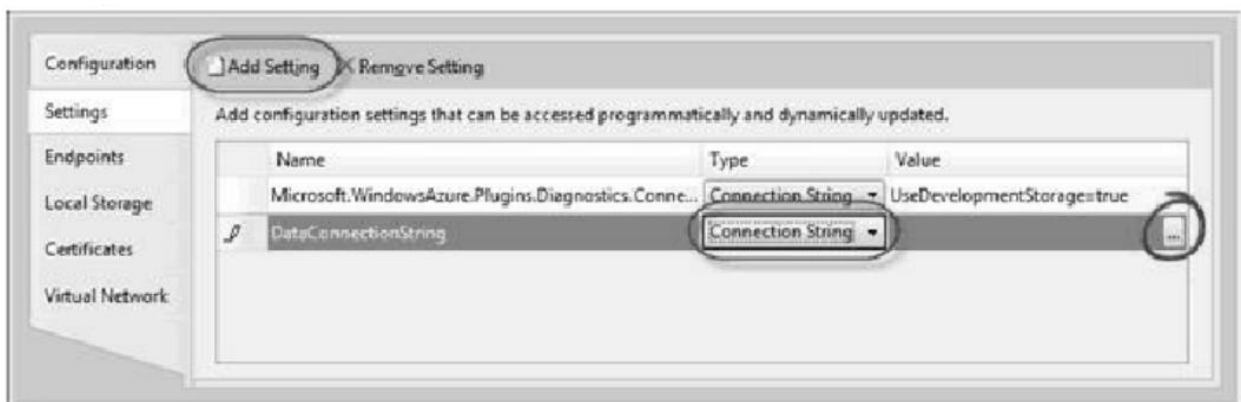 Configuration
Add Setting
Remove Setting
Settings
Add configuration settings that can be accessed programmatically and dynamically updated.
Endpoints
Name Type Value
Local Storage
Microsoft.WindowsAzure.Plugins.Diagnostics.Conne... Connection String UseDevelopmentStorage=true
DataConnectionString Connection String ...
Certificates
Virtual Network